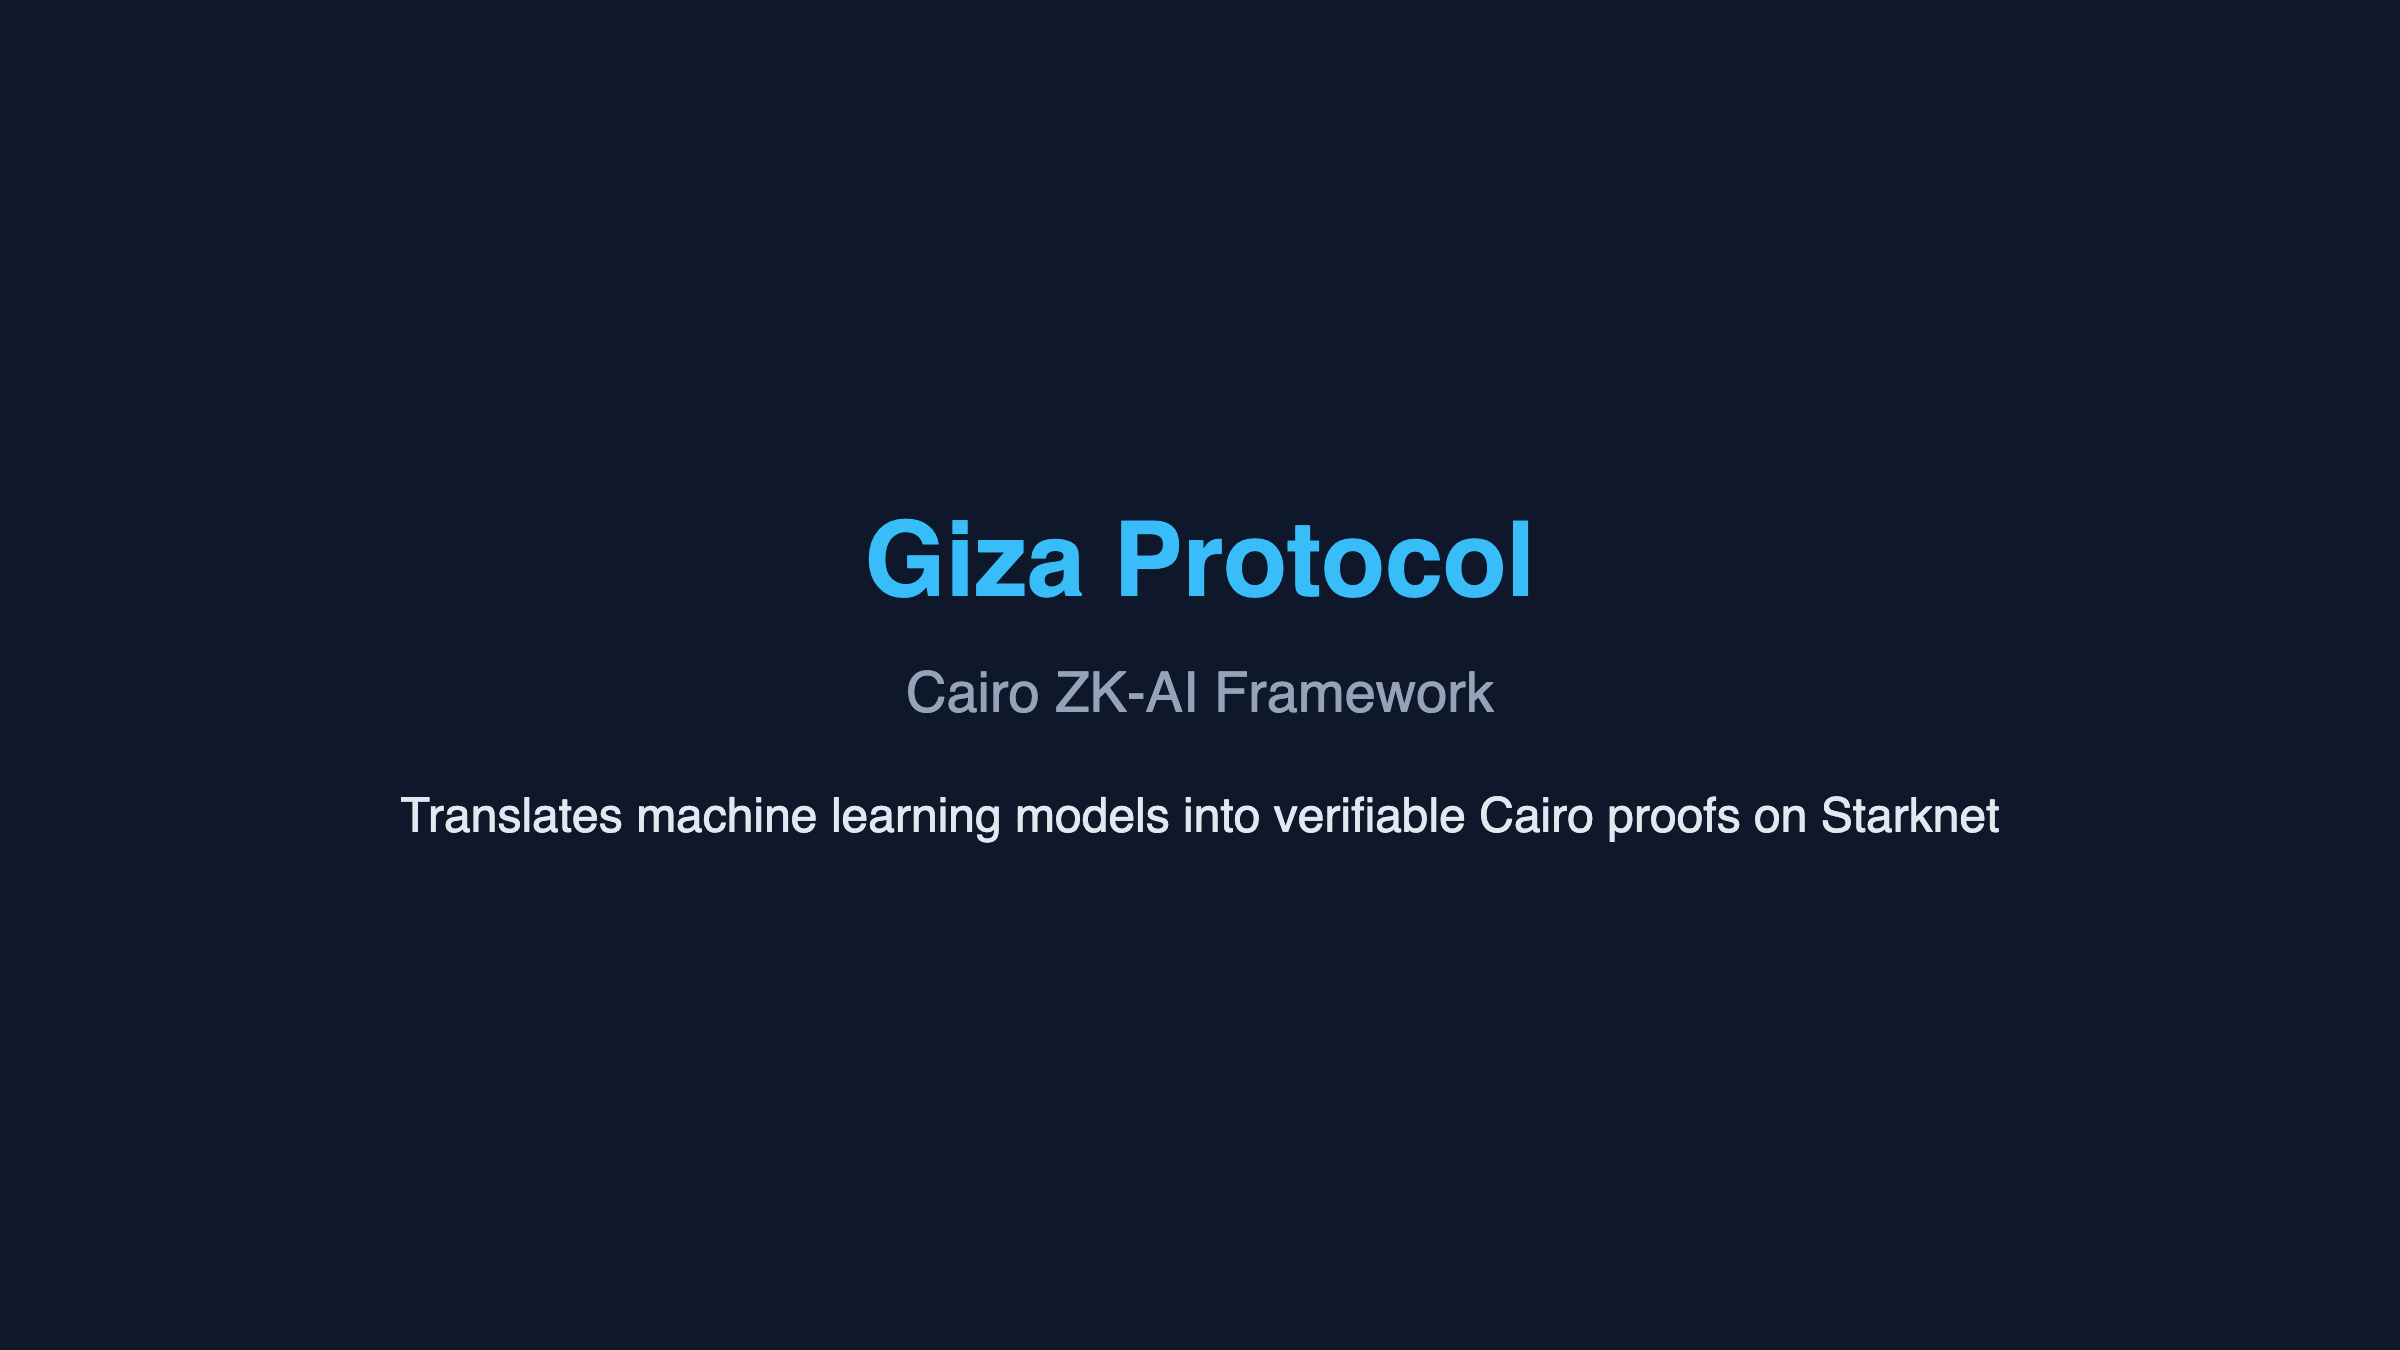 Giza Protocol
Cairo ZK-AI Framework
Translates machine learning models into verifiable Cairo proofs on Starknet